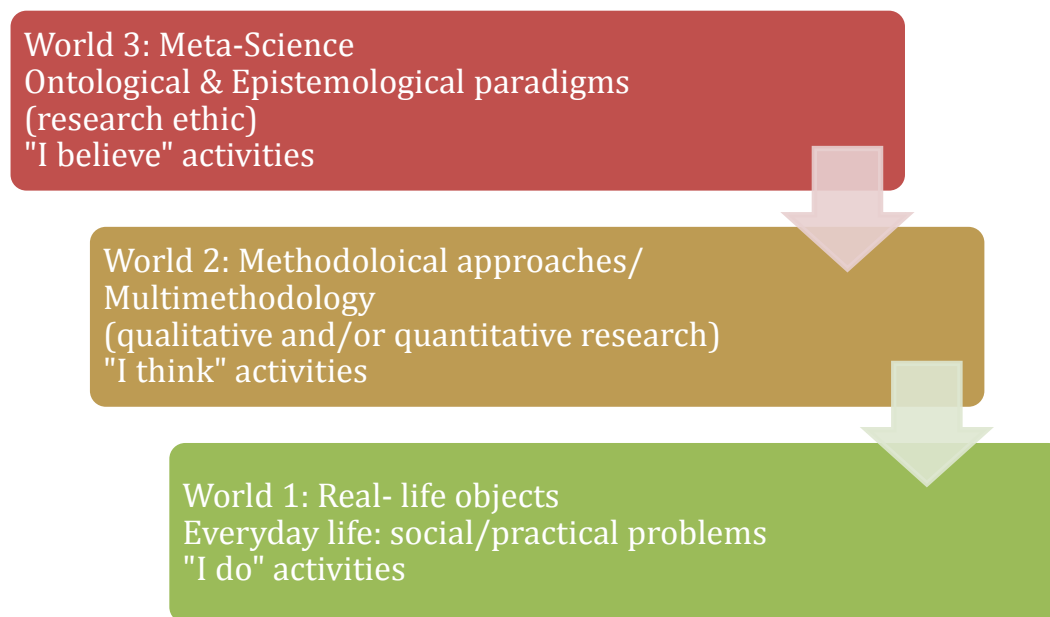 World 3: Meta-Science
Ontological & Epistemological paradigms
(research ethic)
"I believe" activities
World 2: Methodoloical approaches/
Multimethodology
(qualitative and/or quantitative research)
"I think" activities
World 1: Real- life objects
Everyday life: social/practical problems
"I do" activities